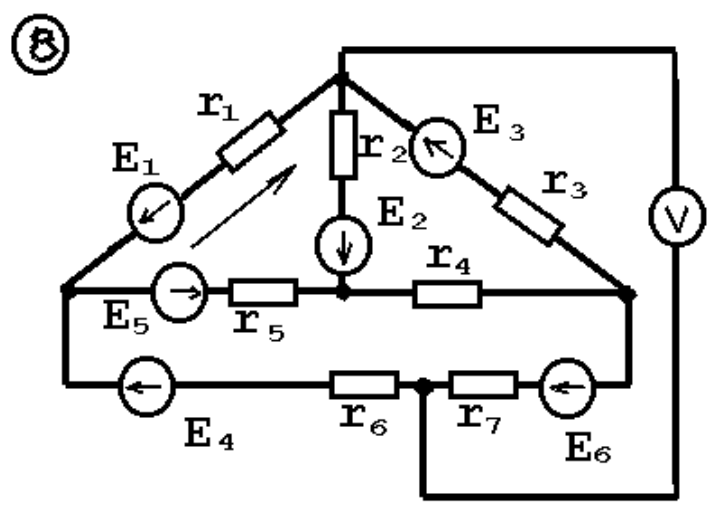 8
r₁
E₁
r₂
E₃
r₃
E₂
V
r₄
E₅
r₅
r₆
r₇
E₄
E₆